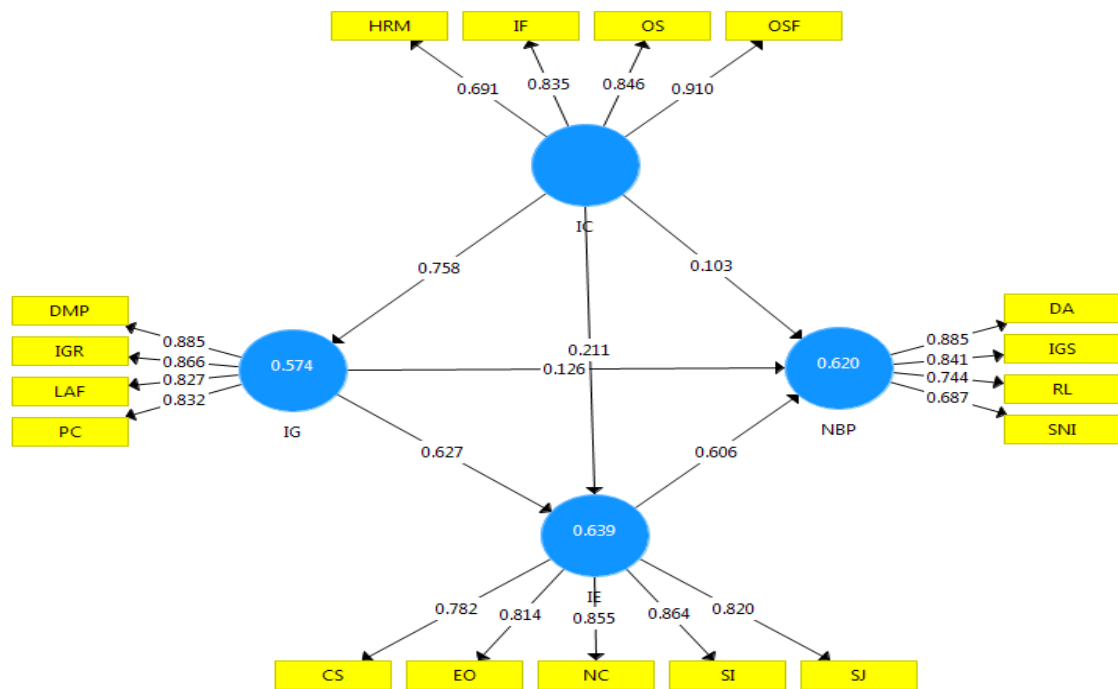 HRM IF OS OSF
0.691 0.835 0.846 0.910
IC
0.758 0.103
DMP
IGR
LAF
PC
0.885
0.866
0.827
0.832
0.574
IG
0.211
0.126
0.620
NBP
0.885
0.841
0.744
0.687
DA
IGS
RL
SNI
0.627 0.606
0.639
IE
0.782 0.814 0.855 0.864 0.820
CS EO NC SI SJ